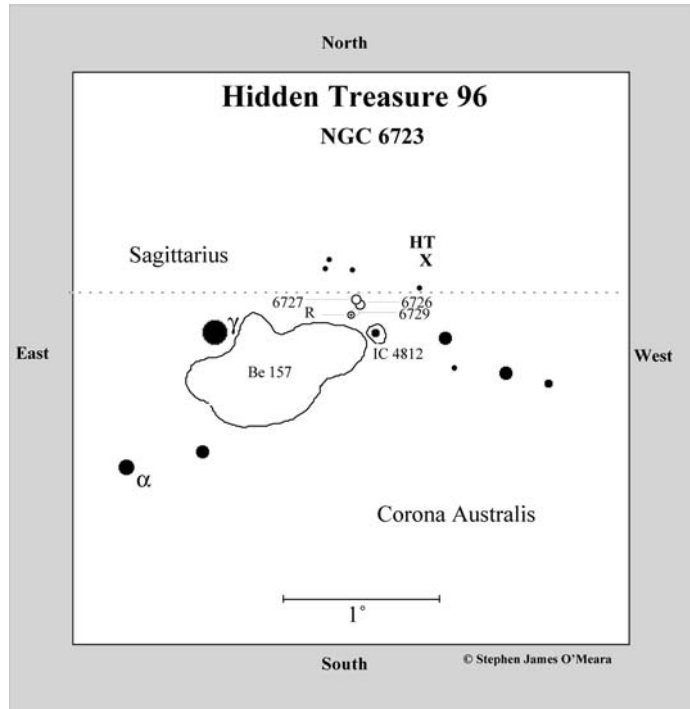 North
Hidden Treasure 96
NGC 6723
Sagittarius
HT
X
6727
6726
R
6729
γ
East
IC 4812
West
Be 157
α
Corona Australis
1°
South
© Stephen James O'Meara